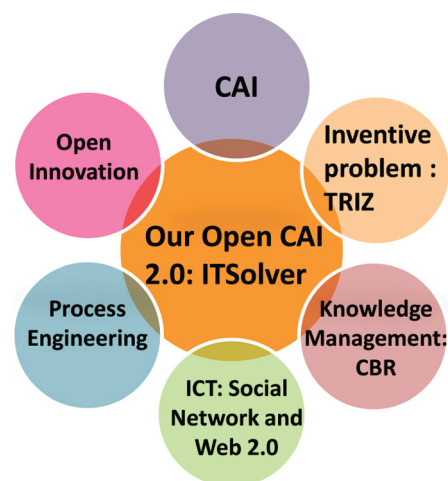 CAI
Open
Innovation
Inventive
problem :
TRIZ
Our Open CAI
2.0: ITSolver
Process
Engineering
Knowledge
Management:
CBR
ICT: Social
Network and
Web 2.0